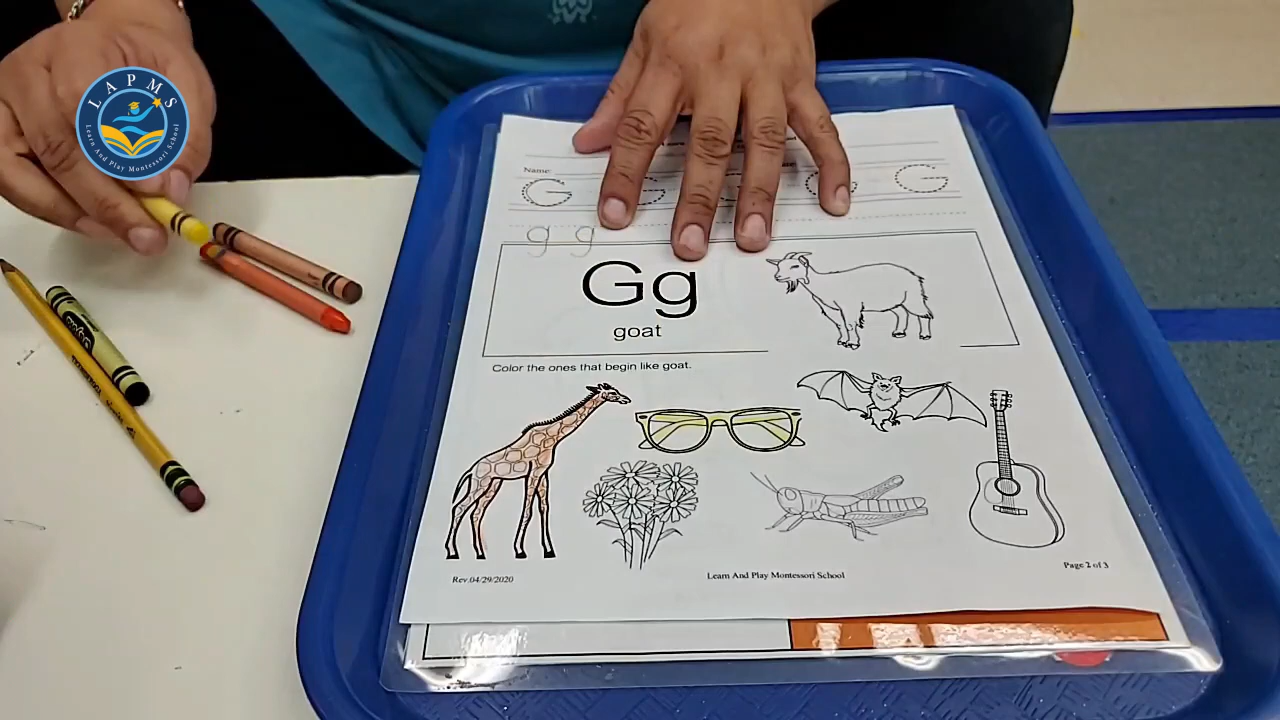 L A P M S
Learn And Play Montessori School
Name:
G G G G G
g g
Gg
goat
Color the ones that begin like goat.
Rev.04/29/2020
Learn And Play Montessori School
Page 2 of 3